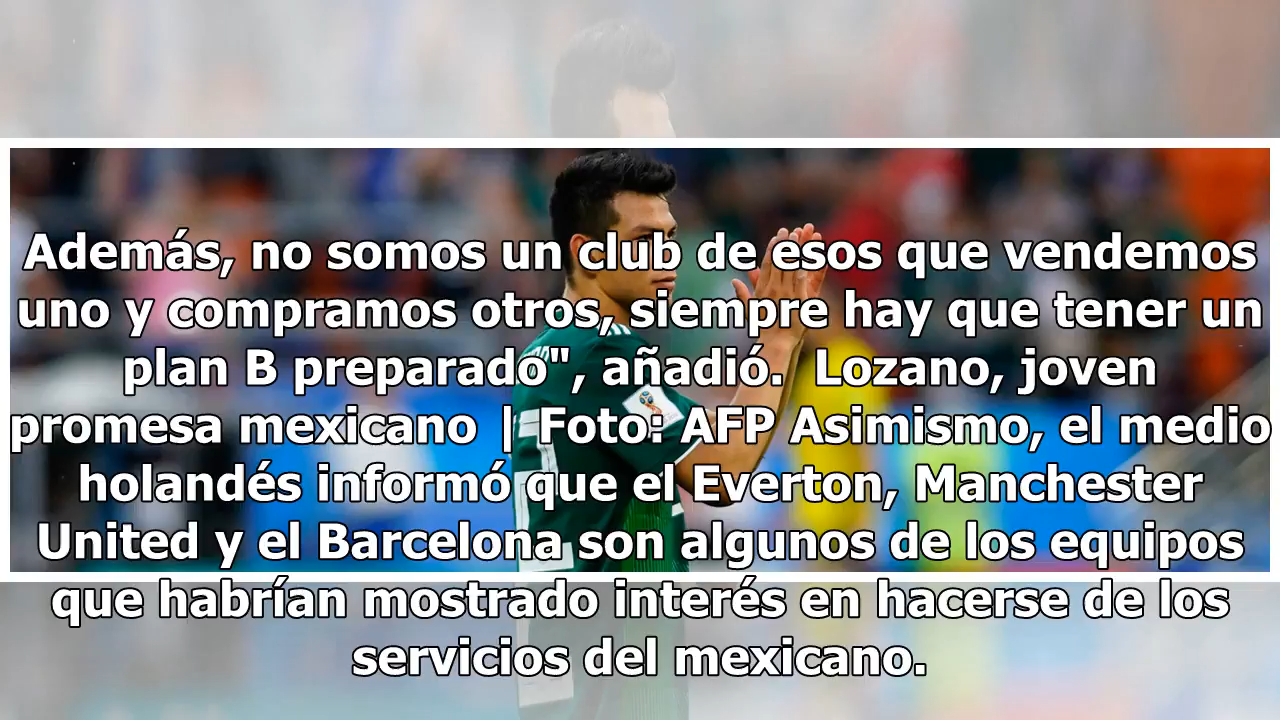 Además, no somos un club de esos que vendemos
uno y compramos otros, siempre hay que tener un
plan B preparado", añadió.  Lozano, joven
promesa mexicano | Foto: AFP Asimismo, el medio
holandés informó que el Everton, Manchester
United y el Barcelona son algunos de los equipos
que habrían mostrado interés en hacerse de los
servicios del mexicano.